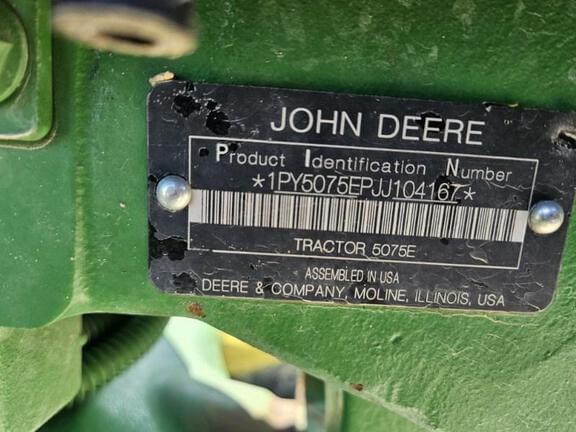 JOHN DEERE
Product Identification Number
*1PY5075EPJJ104167*
TRACTOR 5075E
ASSEMBLED IN USA
DEERE & COMPANY, MOLINE, ILLINOIS, USA